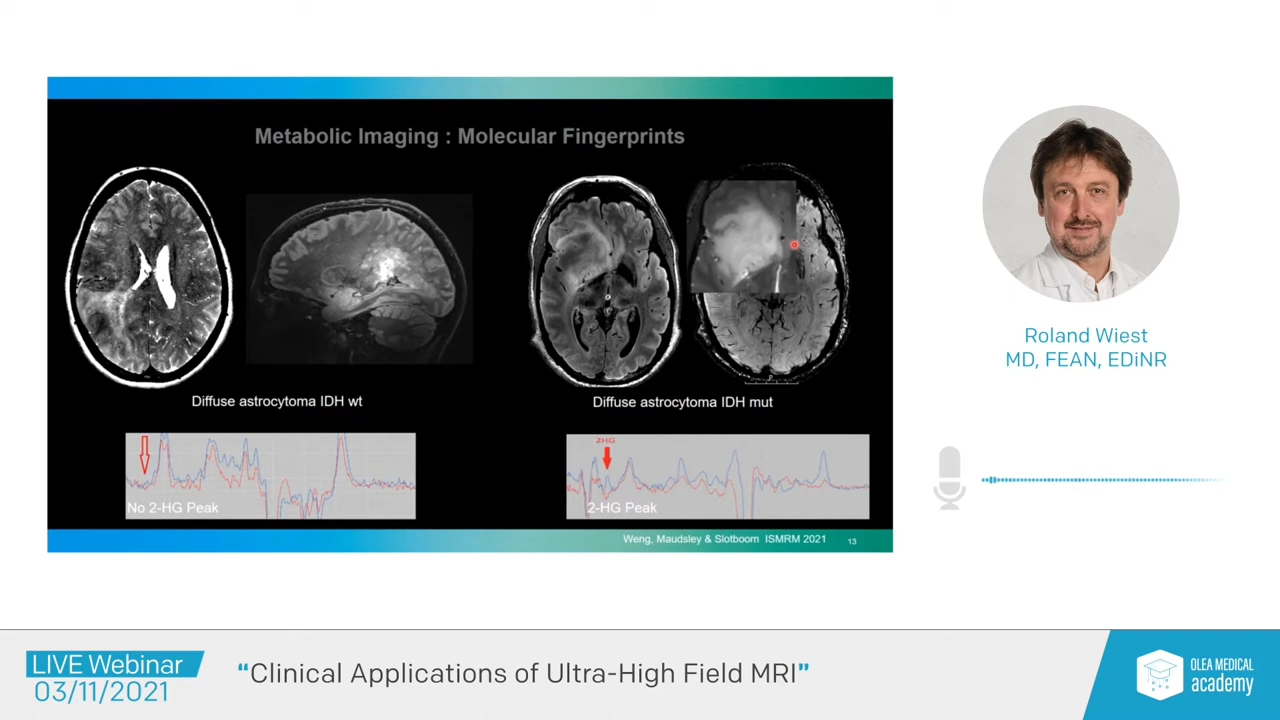 Metabolic Imaging : Molecular Fingerprints
Diffuse astrocytoma IDH wt
Diffuse astrocytoma IDH mut
No 2-HG Peak
2HG
2-HG Peak
Weng, Maudsley & Slotboom ISMRM 2021
13
Roland Wiest
MD, FEAN, EDiNR
LIVE Webinar
03/11/2021
“Clinical Applications of Ultra-High Field MRI”
OLEA MEDICAL
academy